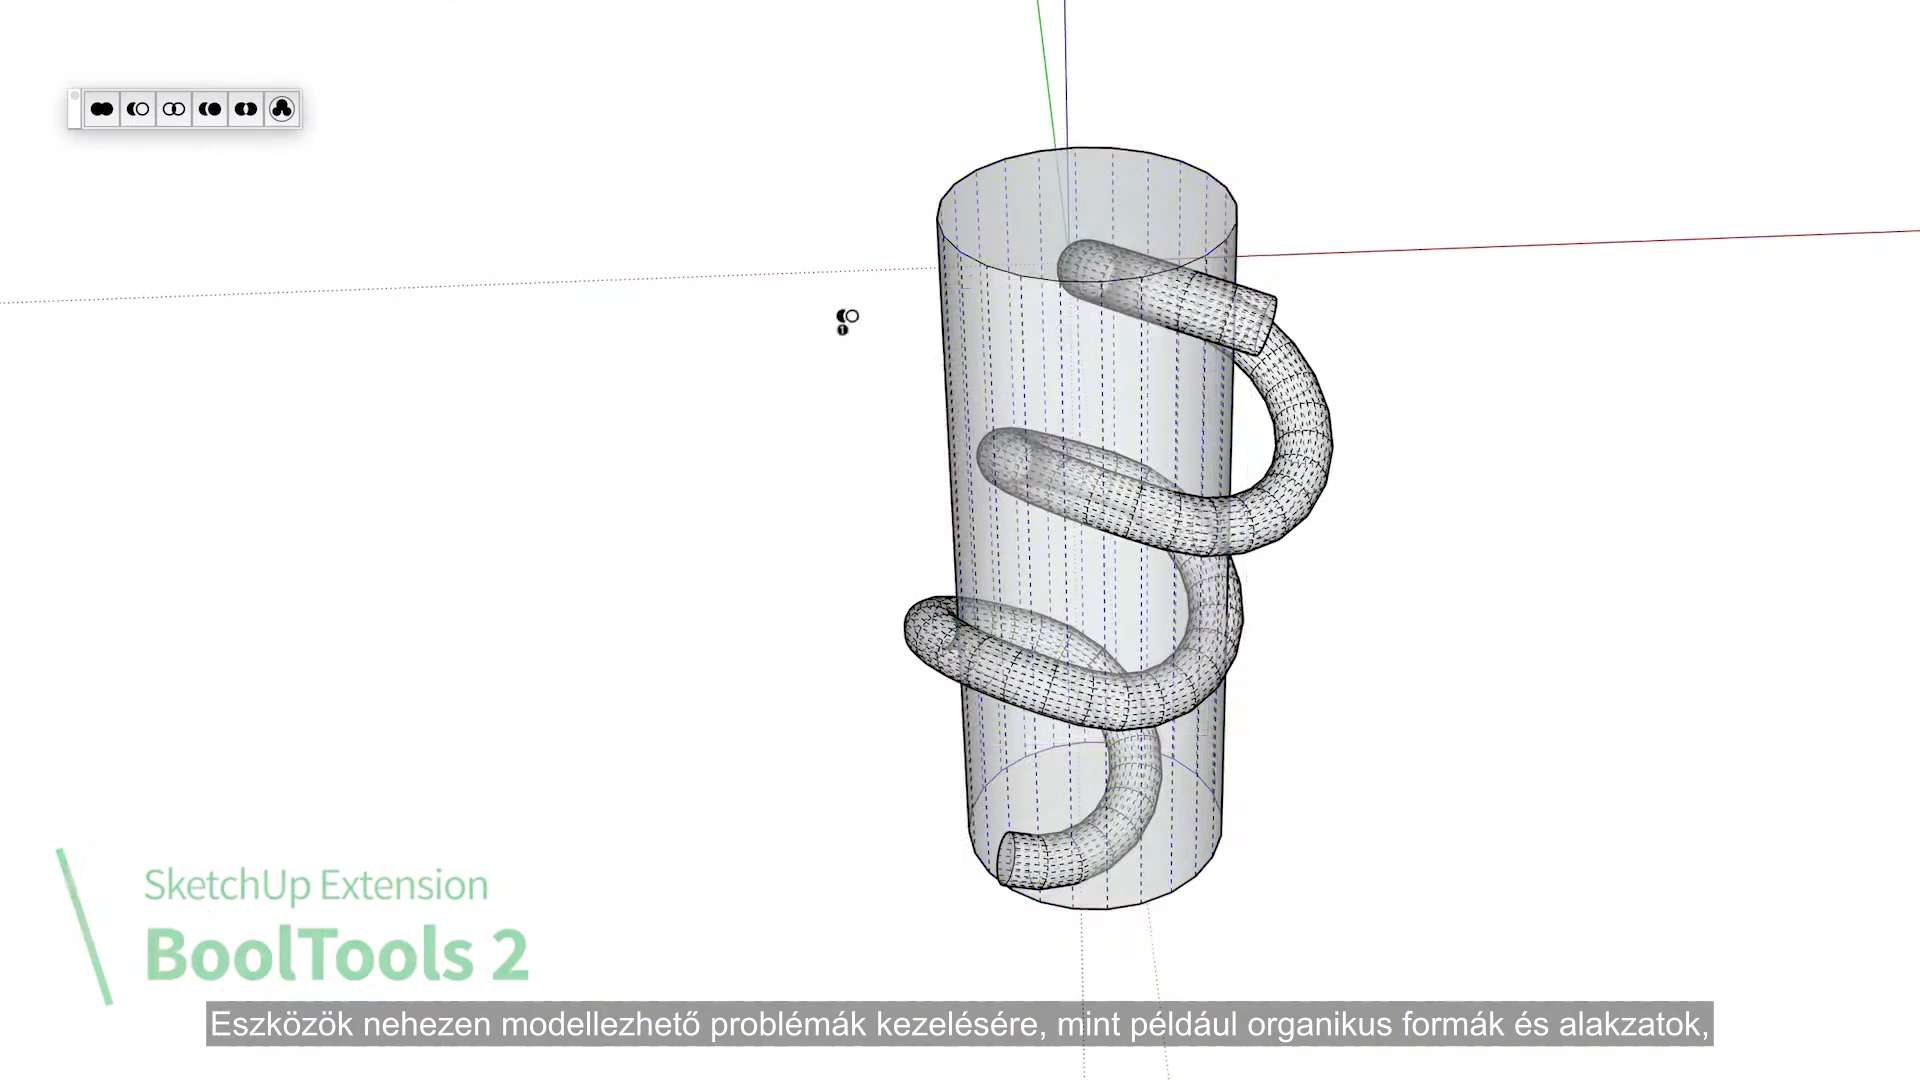 SketchUp Extension
BoolTools 2
Eszközök nehezen modellezhető problémák kezelésére, mint például organikus formák és alakzatok,